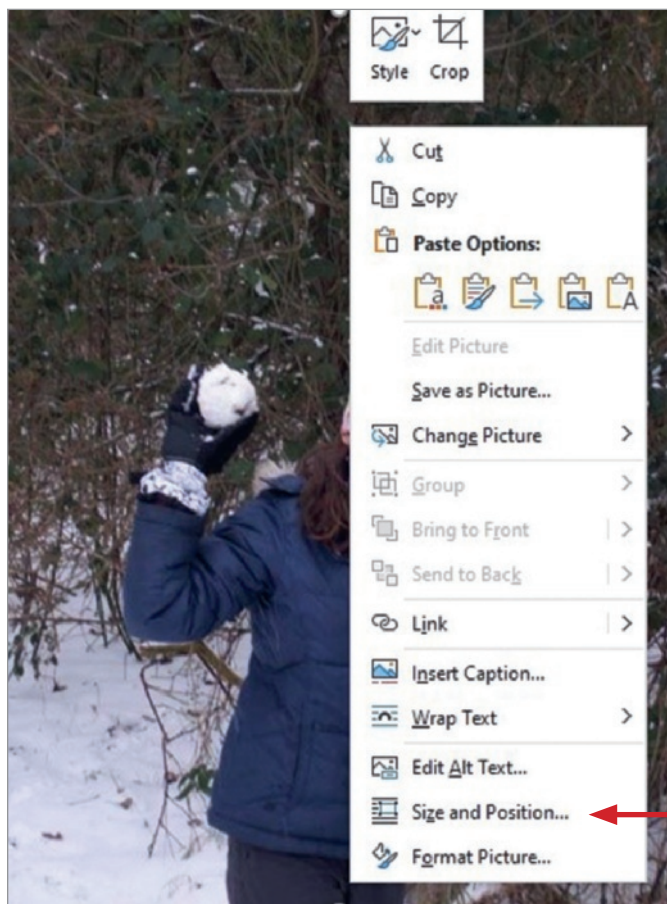 Style Crop
Cut
Copy
Paste Options:
Edit Picture
Save as Picture...
Change Picture
Group
Bring to Front
Send to Back
Link
Insert Caption...
Wrap Text
Edit Alt Text...
Size and Position...
Format Picture...